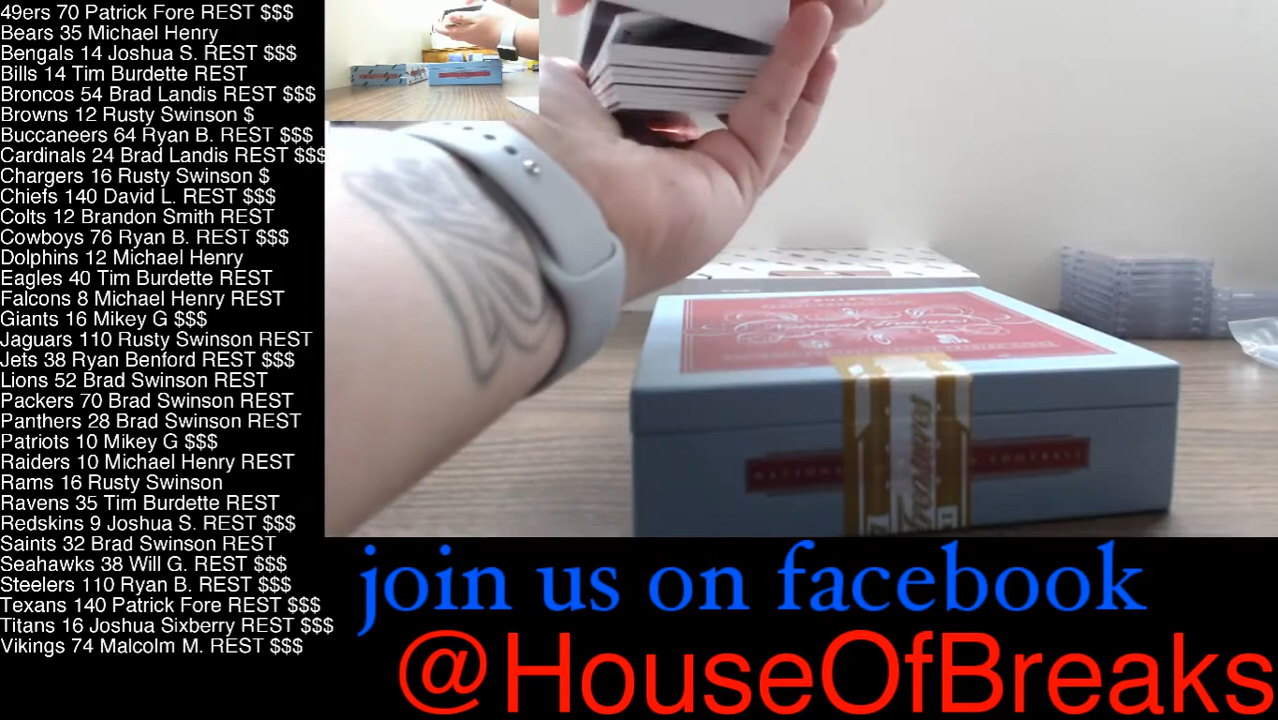 49ers 70 Patrick Fore REST $$$
Bears 35 Michael Henry
Bengals 14 Joshua S. REST $$$
Bills 14 Tim Burdette REST
Broncos 54 Brad Landis REST $$$
Browns 12 Rusty Swinson $
Buccaneers 64 Ryan B. REST $$$
Cardinals 24 Brad Landis REST $$$
Chargers 16 Rusty Swinson $
Chiefs 140 David L. REST $$$
Colts 12 Brandon Smith REST
Cowboys 76 Ryan B. REST $$$
Dolphins 12 Michael Henry
Eagles 40 Tim Burdette REST
Falcons 8 Michael Henry REST
Giants 16 Mikey G $$$
Jaguars 110 Rusty Swinson REST
Jets 38 Ryan Benford REST $$$
Lions 52 Brad Swinson REST
Packers 70 Brad Swinson REST
Panthers 28 Brad Swinson REST
Patriots 10 Mikey G $$$
Raiders 10 Michael Henry REST
Rams 16 Rusty Swinson
Ravens 35 Tim Burdette REST
Redskins 9 Joshua S. REST $$$
Saints 32 Brad Swinson REST
Seahawks 38 Will G. REST $$$
Steelers 110 Ryan B. REST $$$
Texans 140 Patrick Fore REST $$$
Titans 16 Joshua Sixberry REST $$$
Vikings 74 Malcolm M. REST $$$
National Treasures
Treasures
FOOTBALL
join us on facebook
@HouseOfBreaks